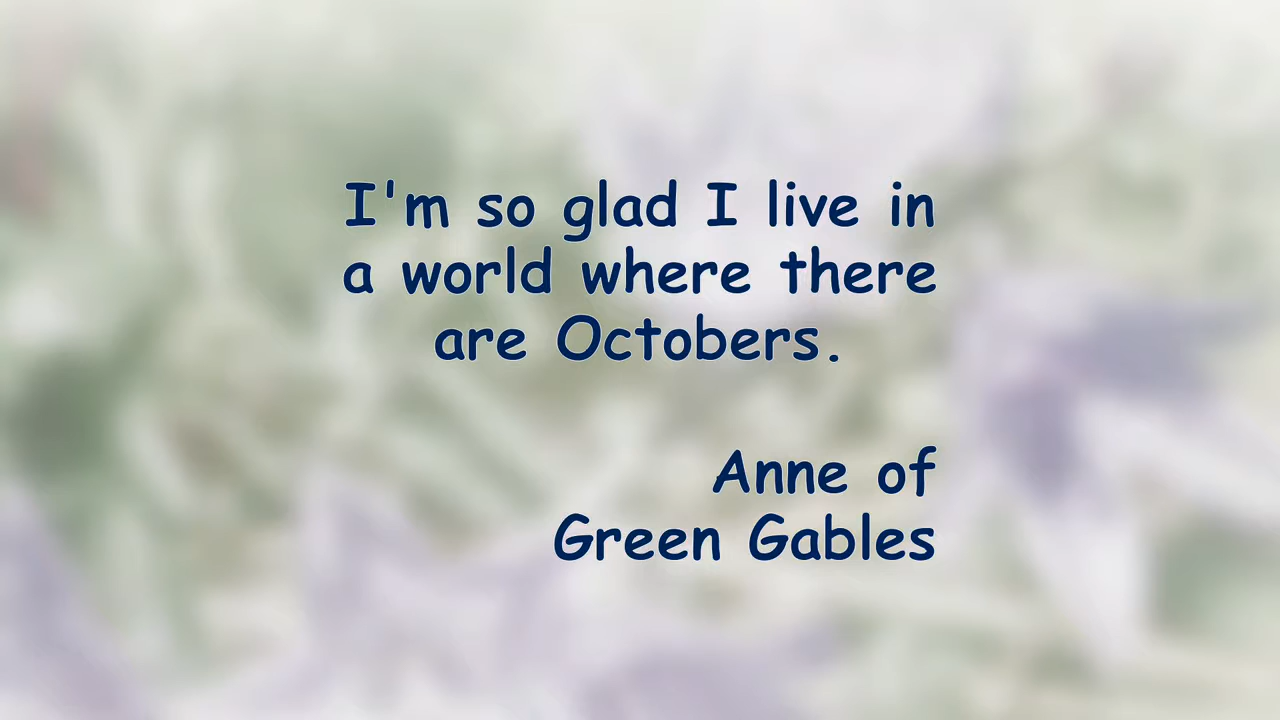 I'm so glad I live in
a world where there
are Octobers.
Anne of
Green Gables